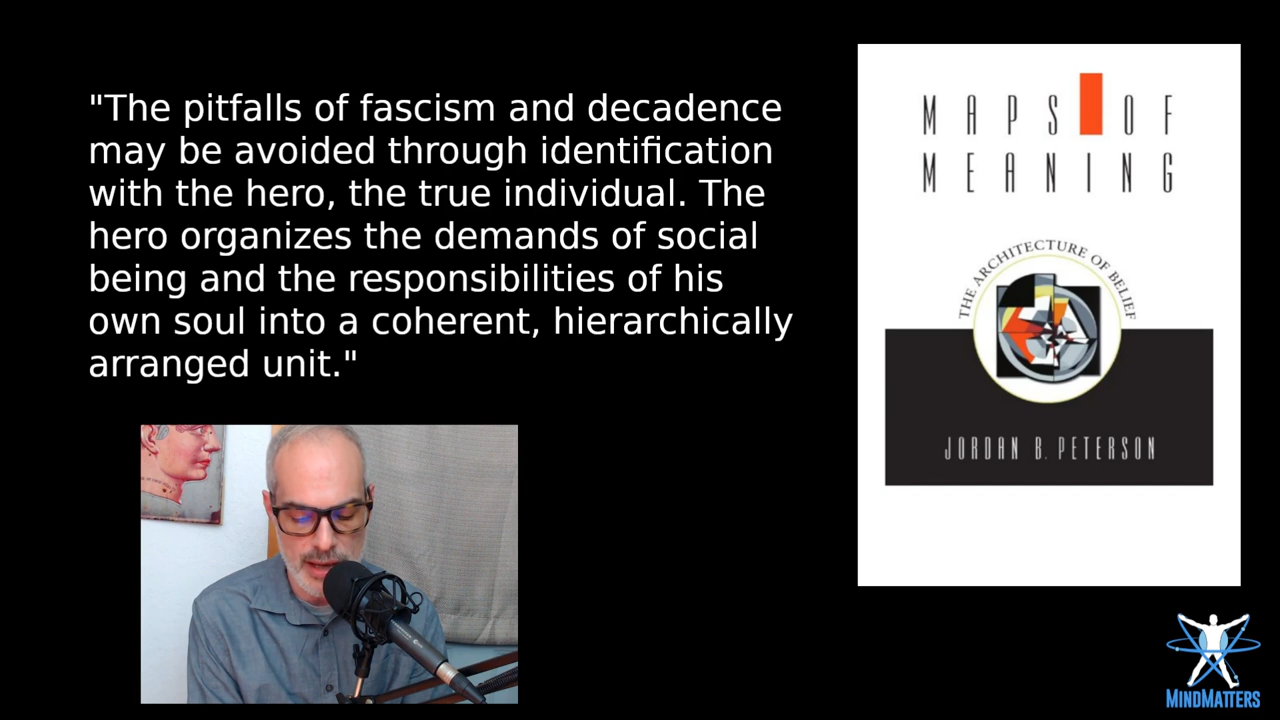 "The pitfalls of fascism and decadence
may be avoided through identification
with the hero, the true individual. The
hero organizes the demands of social
being and the responsibilities of his
own soul into a coherent, hierarchically
arranged unit."
MAPS OF
MEANING
THE ARCHITECTURE OF BELIEF
JORDAN B. PETERSON
MINDMATTERS